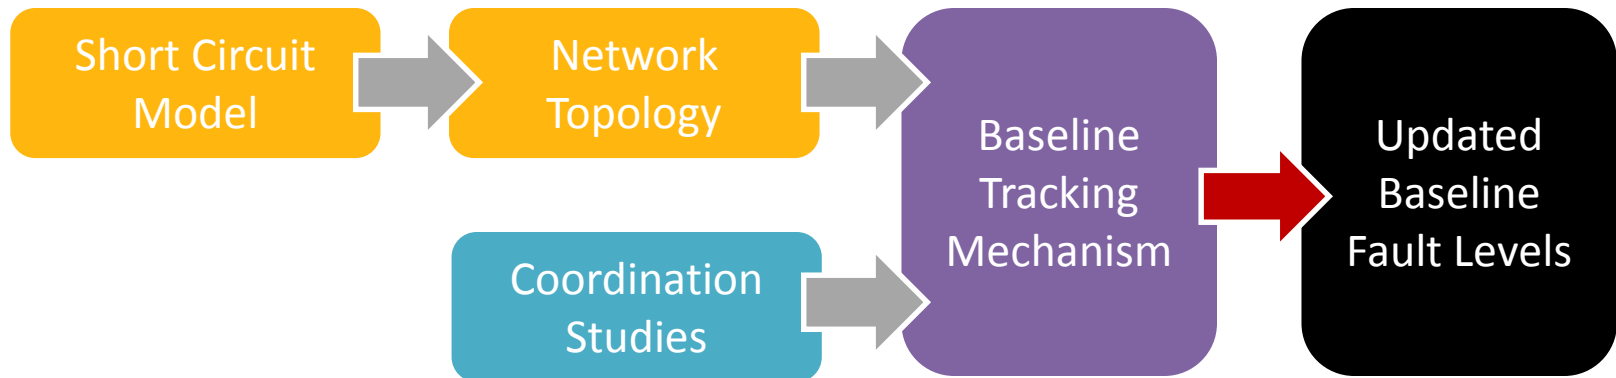 Short Circuit
Model
Network
Topology
Coordination
Studies
Baseline
Tracking
Mechanism
Updated
Baseline
Fault Levels